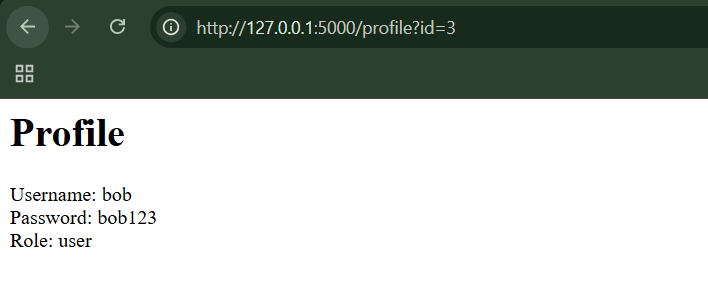 http://127.0.0.1:5000/profile?id=3
Profile
Username: bob
Password: bob123
Role: user